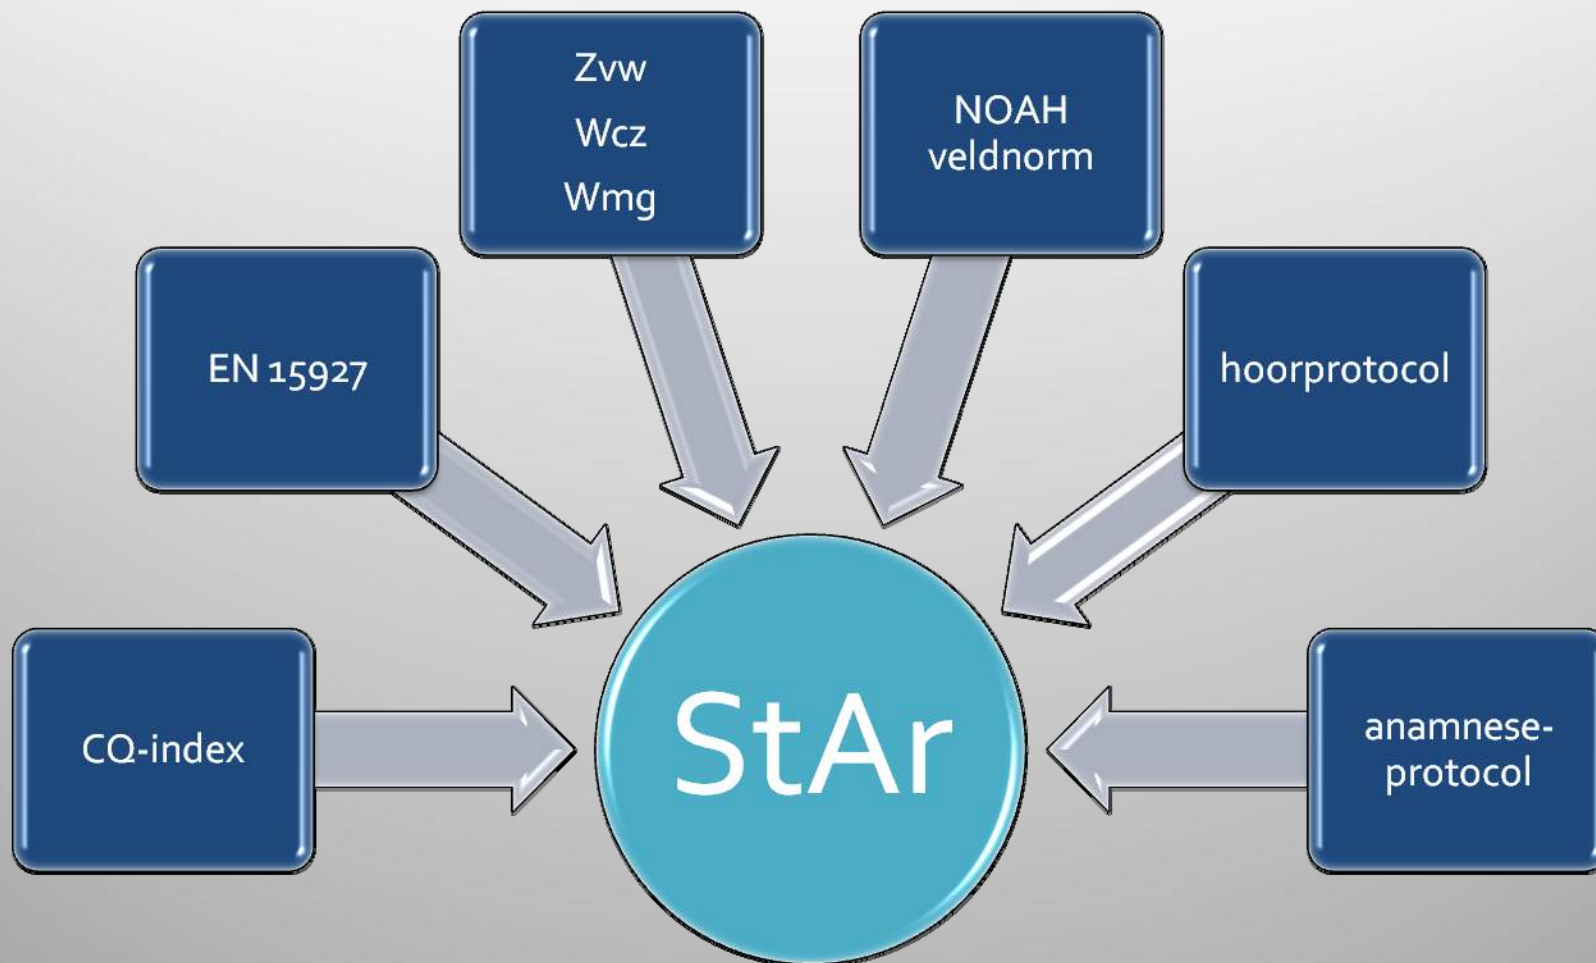 Zvw
Wcz
Wmg
NOAH
veldnorm
EN 15927
hoorprotocol
CQ-index
StAr
anamnese-
protocol